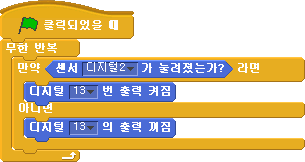 클릭되었을 때
무한 반복
만약 센서 디지털2 가 눌려졌는가? 라면
디지털 13 번 출력 켜짐
아니면
디지털 13 의 출력 꺼짐